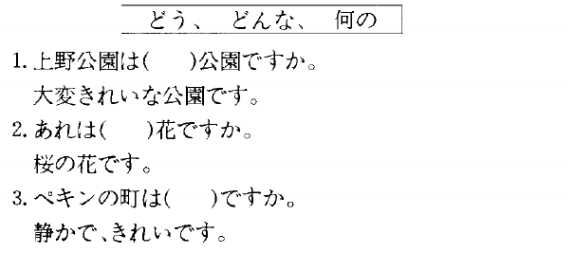 どう、 どんな、 何の
1. 上野公園は(　　)公園ですか。
大変きれいな公園です。
2. あれは(　　)花ですか。
桜の花です。
3. ペキンの町は(　　)ですか。
静かで、きれいです。